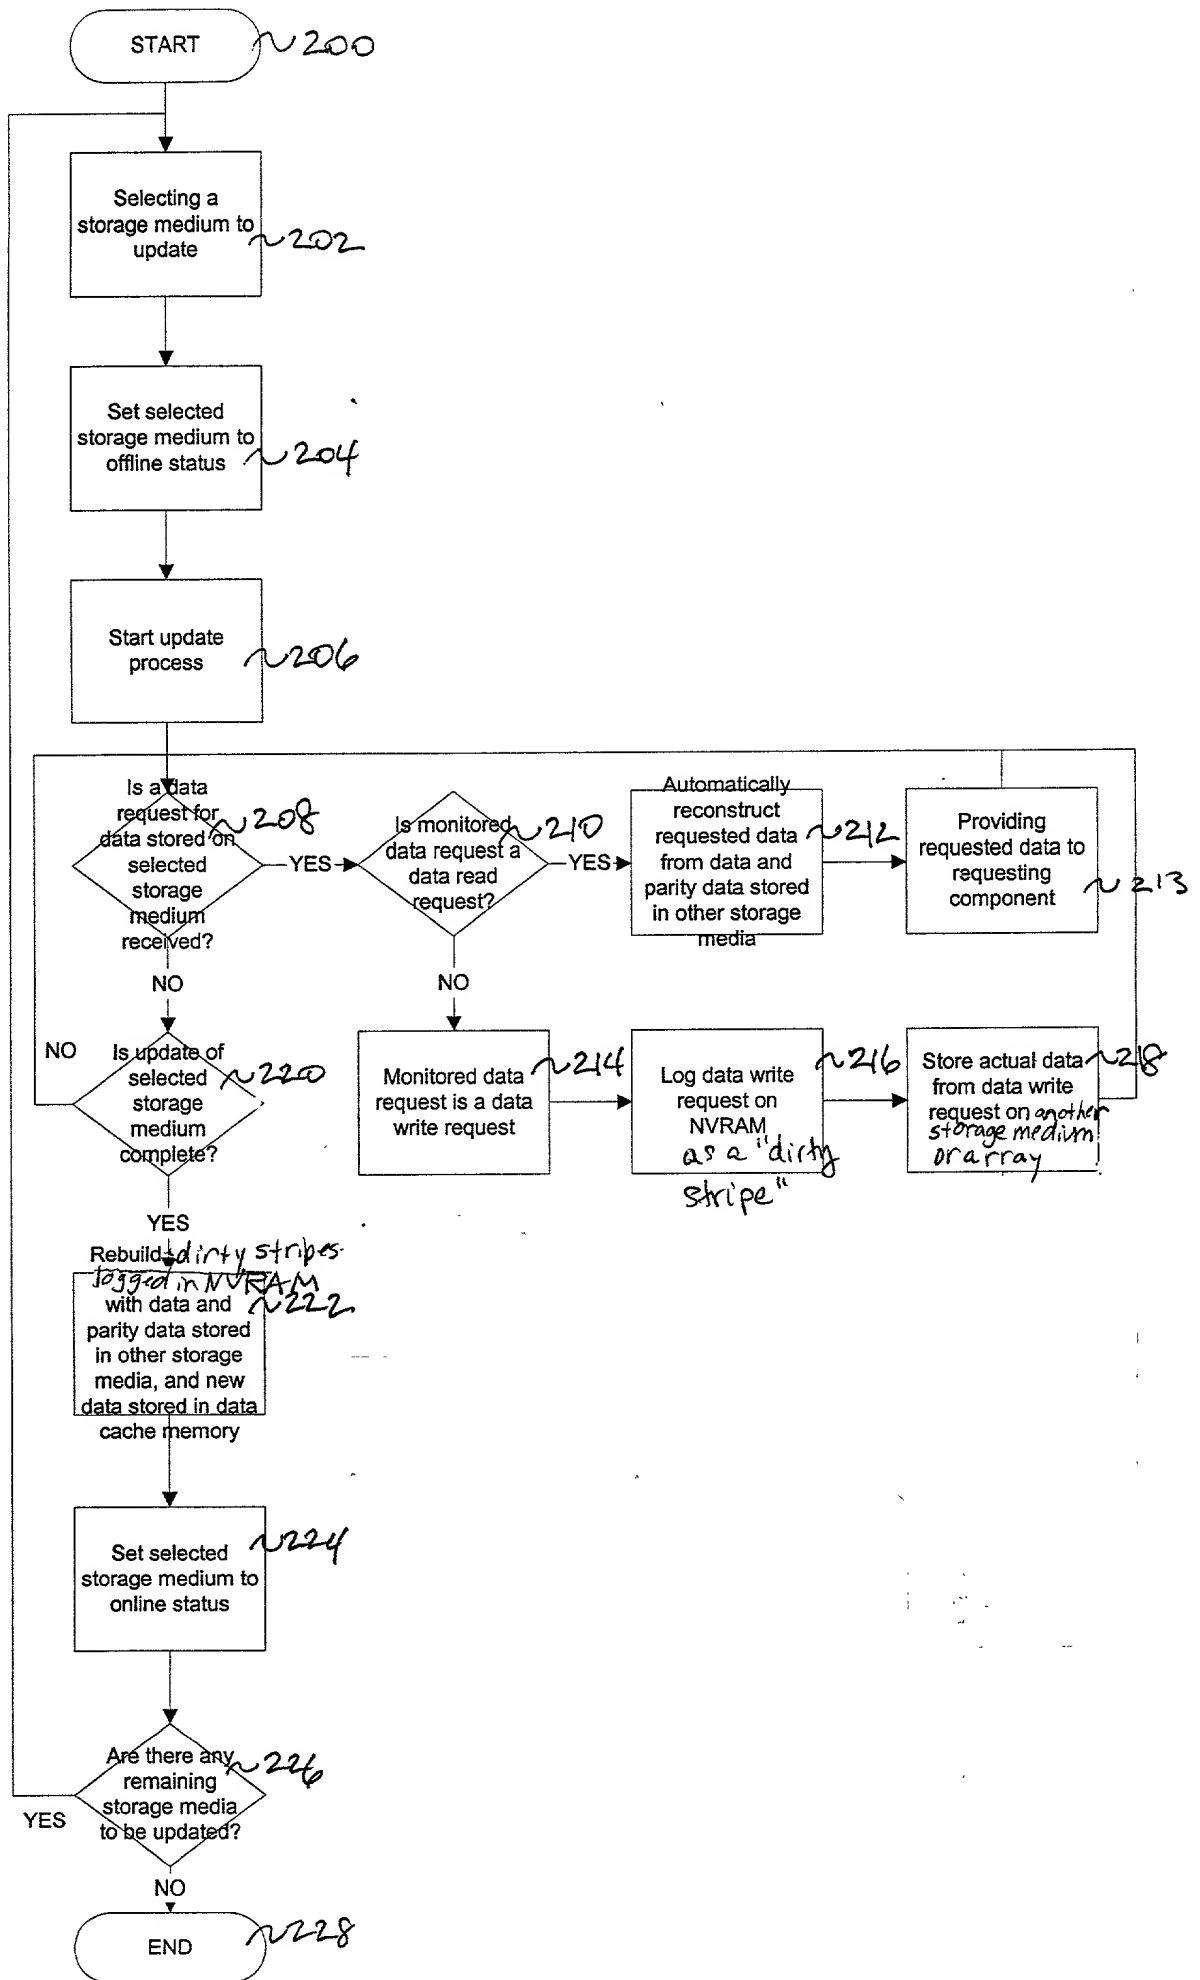 START
200
Selecting a
storage medium to
update
202
Set selected
storage medium to
offline status
204
Start update
process
206
Is a data
request for
data stored on
selected
storage
medium
received?
208
YES
Is monitored
data request a
data read
request?
210
YES
Automatically
reconstruct
requested data
from data and
parity data stored
in other storage
media
212
Providing
requested data to
requesting
component
213
NO
NO
NO
Is update of
selected
storage
medium
complete?
220
Monitored data
request is a data
write request
214
Log data write
request on
NVRAM
as a "dirty
stripe"
216
Store actual data
from data write
request on another
storage medium
or array
218
YES
Rebuild dirty stripes
logged in NVRAM
with data and
parity data stored
in other storage
media, and new
data stored in data
cache memory
222
Set selected
storage medium to
online status
224
Are there any
remaining
storage media
to be updated?
226
YES
NO
END
228